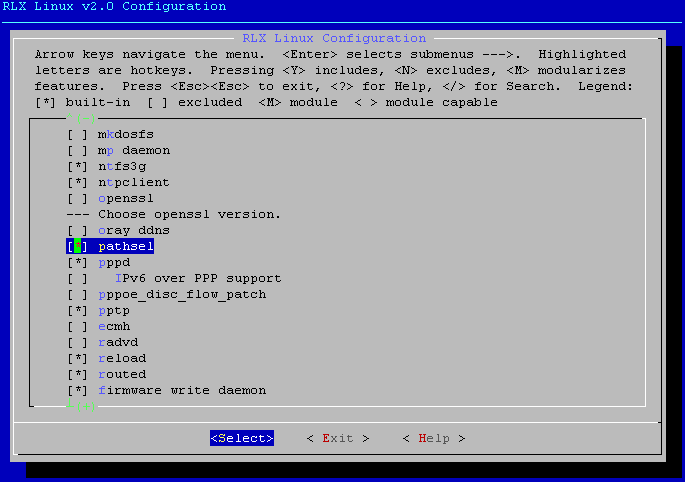 RLX Linux v2.0 Configuration
RLX Linux Configuration
Arrow keys navigate the menu.  <Enter> selects submenus --->.  Highlighted
letters are hotkeys.  Pressing <Y> includes, <N> excludes, <M> modularizes
features.  Press <Esc><Esc> to exit, <?> for Help, </> for Search.  Legend:
[*] built-in  [ ] excluded  <M> module  < > module capable
^(-)
[ ] mkdosfs
[ ] mp daemon
[*] ntfs3g
[*] ntpclient
[ ] openssl
--- Choose openssl version.
[ ] oray ddns
[*] pathsel
[*] pppd
[ ]   IPv6 over PPP support
[ ] pppoe_disc_flow_patch
[*] pptp
[ ] ecmh
[ ] radvd
[*] reload
[*] routed
[*] firmware write daemon
v(+)
<Select>    < Exit >    < Help >